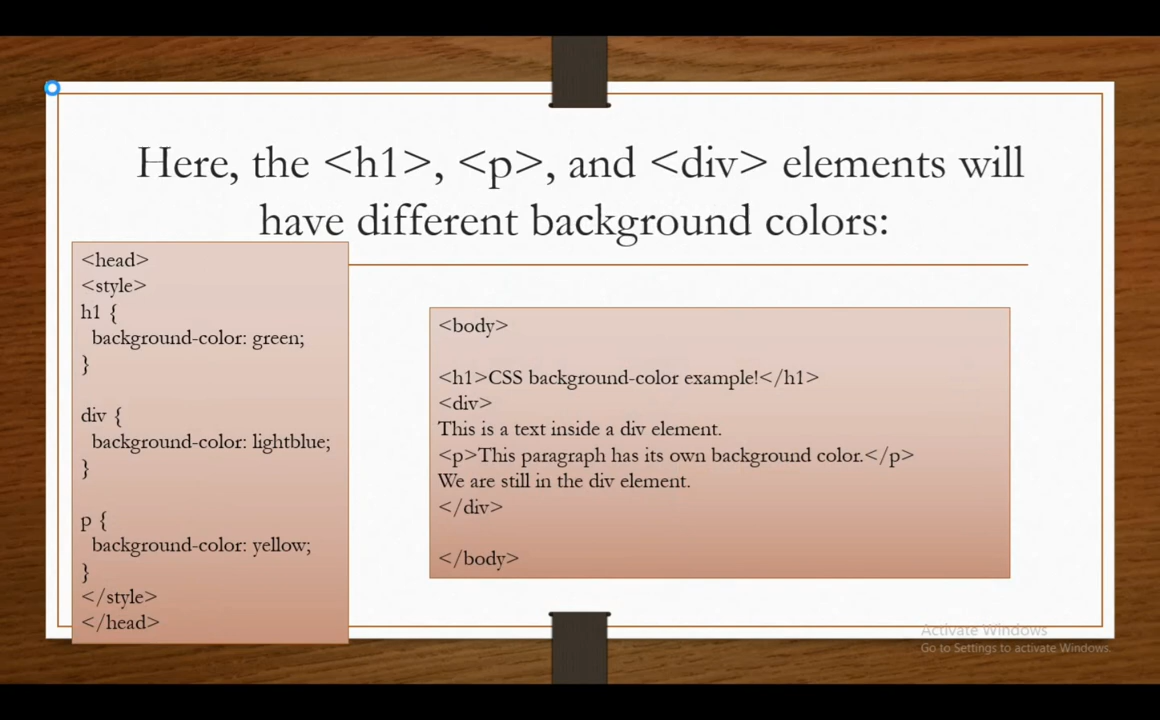 Here, the <h1>, <p>, and <div> elements will
have different background colors:
<head>
<style>
h1 {
  background-color: green;
}

div {
  background-color: lightblue;
}

p {
  background-color: yellow;
}
</style>
</head>
<body>

<h1>CSS background-color example!</h1>
<div>
This is a text inside a div element.
<p>This paragraph has its own background color.</p>
We are still in the div element.
</div>

</body>
Activate Windows
Go to Settings to activate Windows.